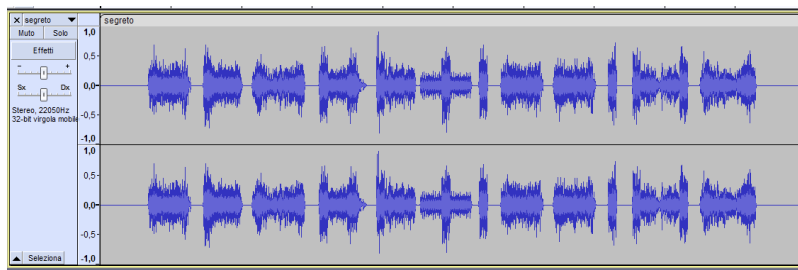 segreto
segreto
Muto Solo
Effetti
- +
Sx Dx
Stereo, 22050Hz
32-bit virgola mobile
Seleziona
1,0
0,5-
0,0-
-0,5-
-1,0
1,0
0,5-
0,0-
-0,5-
-1,0